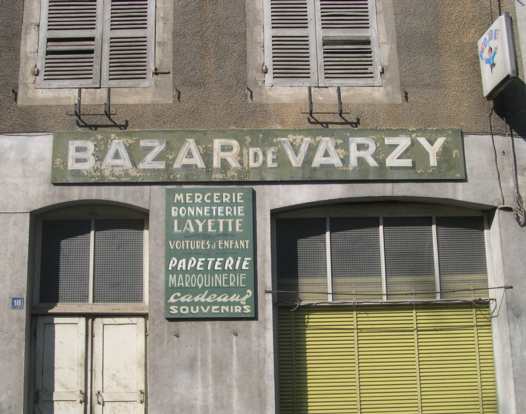 BAZAR DE VARZY
MERCERIE
BONNETERIE
LAYETTE
VOITURES d'ENFANT
PAPETERIE
MAROQUINERIE
Cadeaux?
SOUVENIRS